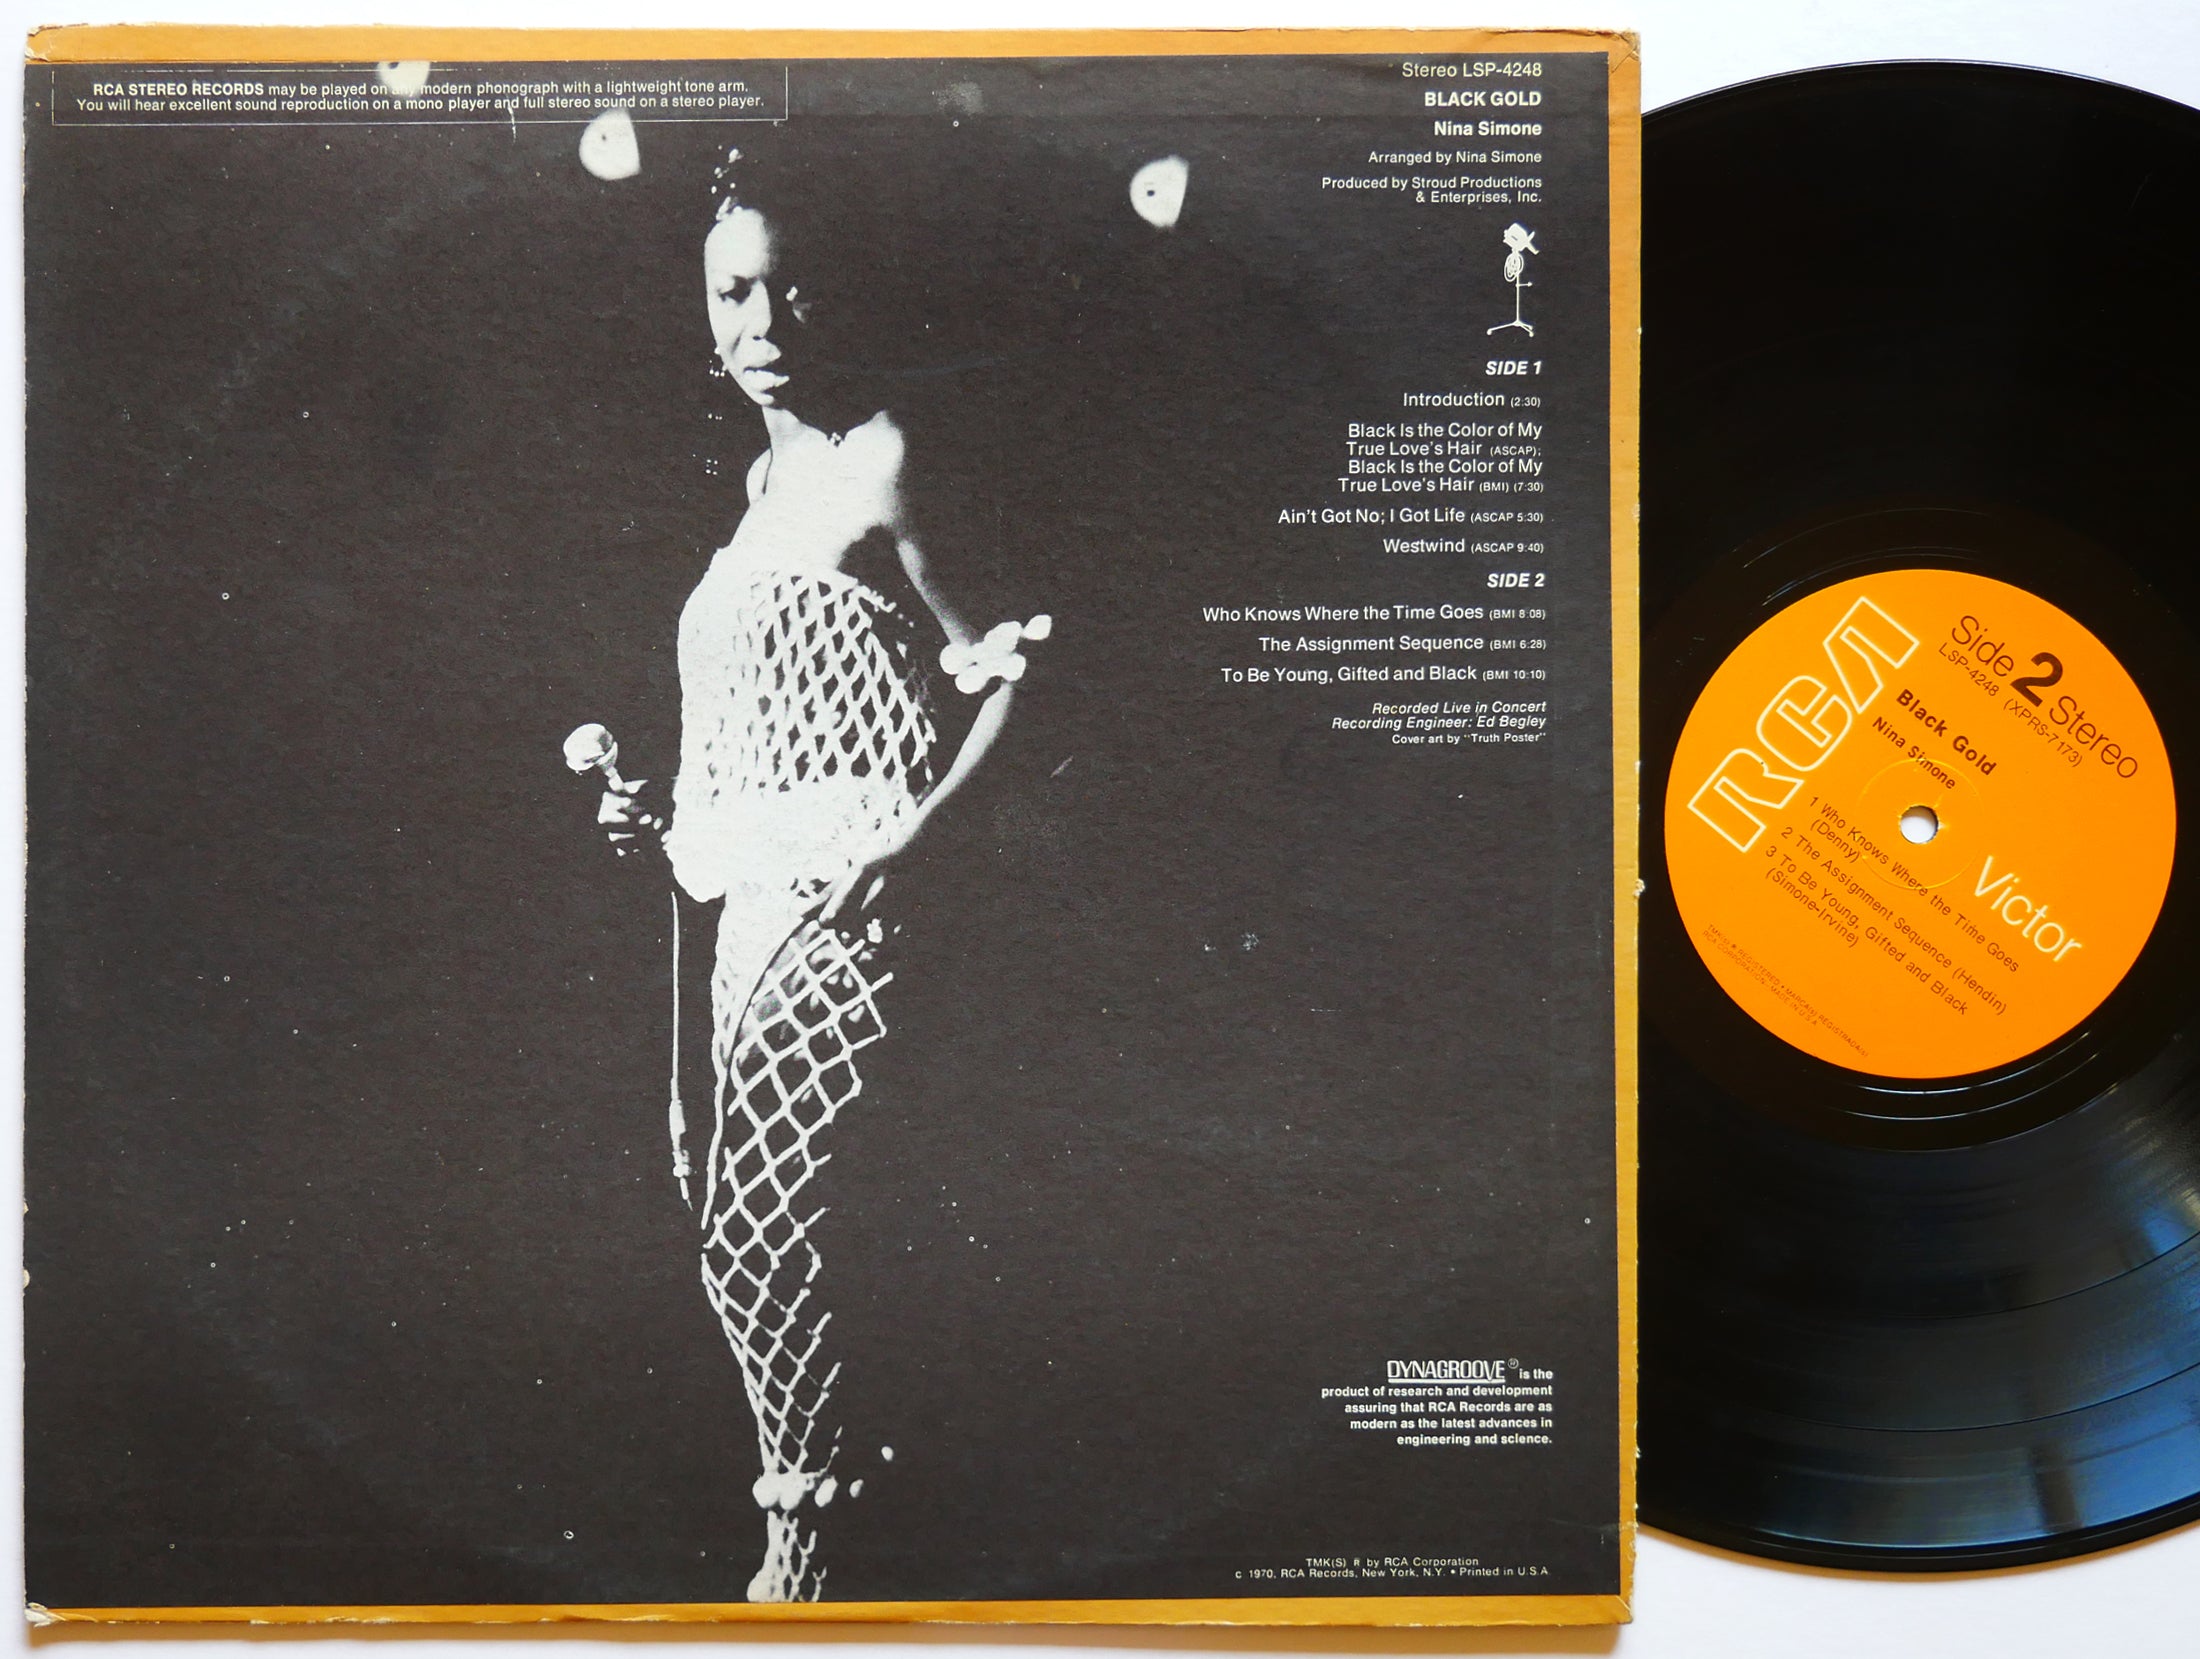 RCA STEREO RECORDS may be played on any modern phonograph with a lightweight tone arm.
You will hear excellent sound reproduction on a mono player and full stereo sound on a stereo player.
Stereo LSP-4248
BLACK GOLD
Nina Simone
Arranged by Nina Simone
Produced by Stroud Productions
& Enterprises, Inc.
SIDE 1
Introduction (2:30)
Black Is the Color of My
True Love's Hair (ASCAP);
Black Is the Color of My
True Love's Hair (BMI) (7:30)
Ain't Got No; I Got Life (ASCAP 5:30)
Westwind (ASCAP 9:40)
SIDE 2
Who Knows Where the Time Goes (BMI 8:08)
The Assignment Sequence (BMI 6:28)
To Be Young, Gifted and Black (BMI 10:10)
Recorded Live in Concert
Recording Engineer: Ed Begley
Cover art by "Truth Poster"
DYNAGROOVE® is the
product of research and development
assuring that RCA Records are as
modern as the latest advances in
engineering and science.
TMK(S) ® by RCA Corporation
c 1970, RCA Records, New York, N.Y. • Printed in U.S.A.
RCA
Victor
Side 2 Stereo
LSP-4248 (XPRS-7173)
Black Gold
Nina Simone
1 Who Knows Where the Time Goes
(Denny)
2 The Assignment Sequence (Hendin)
3 To Be Young, Gifted and Black
(Simone-Irvine)
TMK(S) ® REGISTERED • MARCA(S) REGISTRADA(S)
RCA CORPORATION—MADE IN U.S.A.